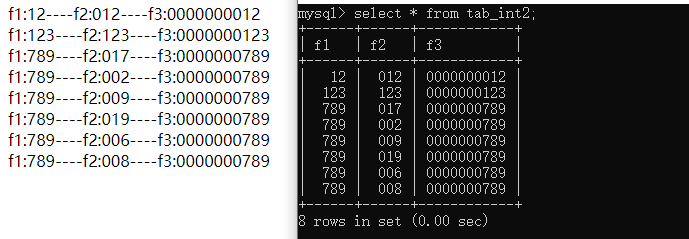 f1:12----f2:012----f3:0000000012
f1:123----f2:123----f3:0000000123
f1:789----f2:017----f3:0000000789
f1:789----f2:002----f3:0000000789
f1:789----f2:009----f3:0000000789
f1:789----f2:019----f3:0000000789
f1:789----f2:006----f3:0000000789
f1:789----f2:008----f3:0000000789
mysql> select * from tab_int2;
+------+------+------------+
| f1   | f2   | f3         |
+------+------+------------+
|   12 |  012 | 0000000012 |
|  123 |  123 | 0000000123 |
|  789 |  017 | 0000000789 |
|  789 |  002 | 0000000789 |
|  789 |  009 | 0000000789 |
|  789 |  019 | 0000000789 |
|  789 |  006 | 0000000789 |
|  789 |  008 | 0000000789 |
+------+------+------------+
8 rows in set (0.00 sec)